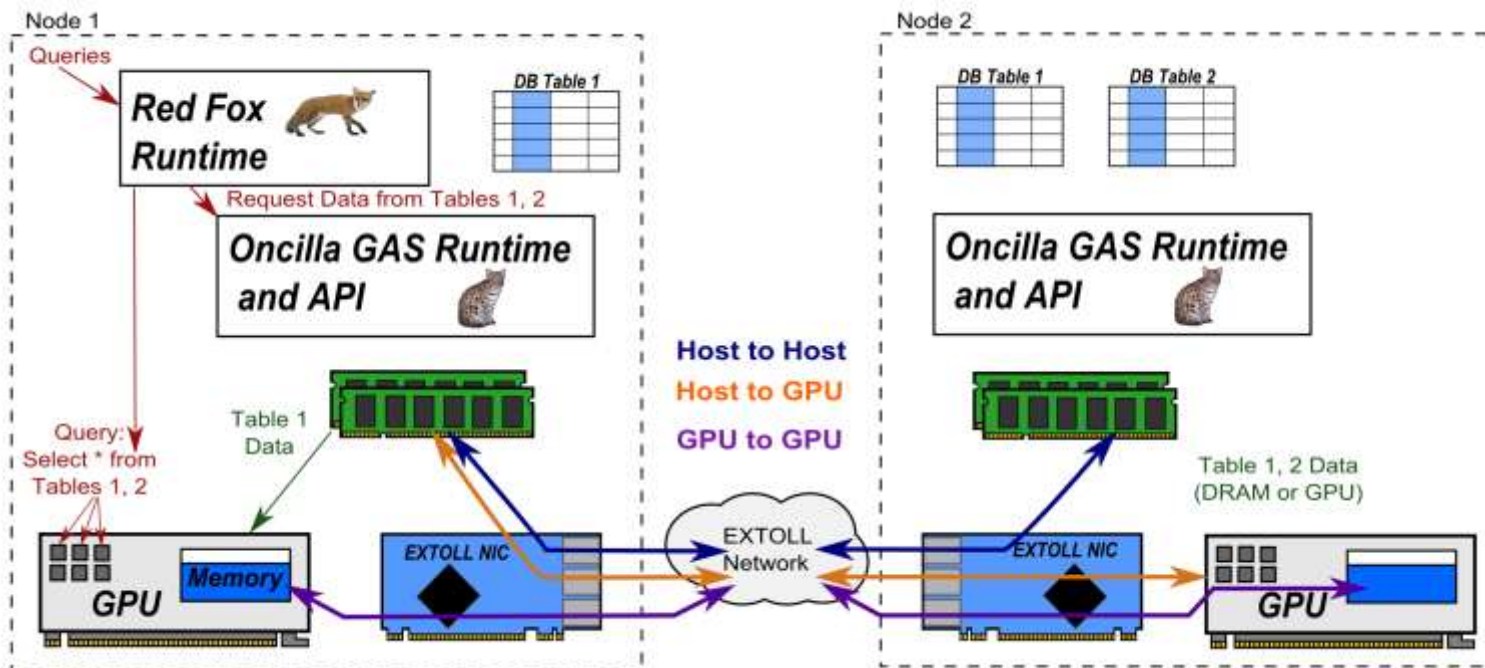 Node 1
Queries
Red Fox
Runtime
DB Table 1
Request Data from Tables 1, 2
Oncilla GAS Runtime
and API
Table 1
Data
Query:
Select * from
Tables 1, 2
Memory
GPU
EXTOLL NIC
Host to Host
Host to GPU
GPU to GPU
EXTOLL
Network
Node 2
DB Table 1
DB Table 2
Oncilla GAS Runtime
and API
Table 1, 2 Data
(DRAM or GPU)
EXTOLL NIC
GPU